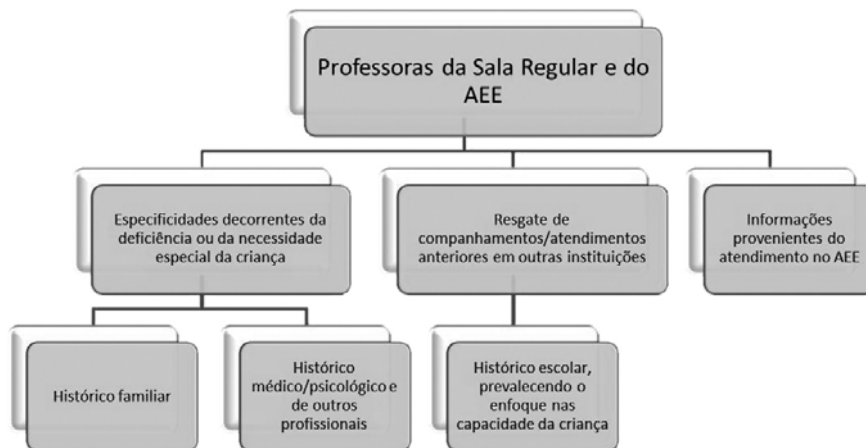 Professoras da Sala Regular e do
AEE
Especificidades decorrentes da
deficiência ou da necessidade
especial da criança
Resgate de
companhamentos/atendimentos
anteriores em outras instituições
Informações
provenientes do
atendimento no AEE
Histórico familiar
Histórico
médico/psicológico e
de outros
profissionais
Histórico escolar,
prevalecendo o
enfoque nas
capacidade da criança